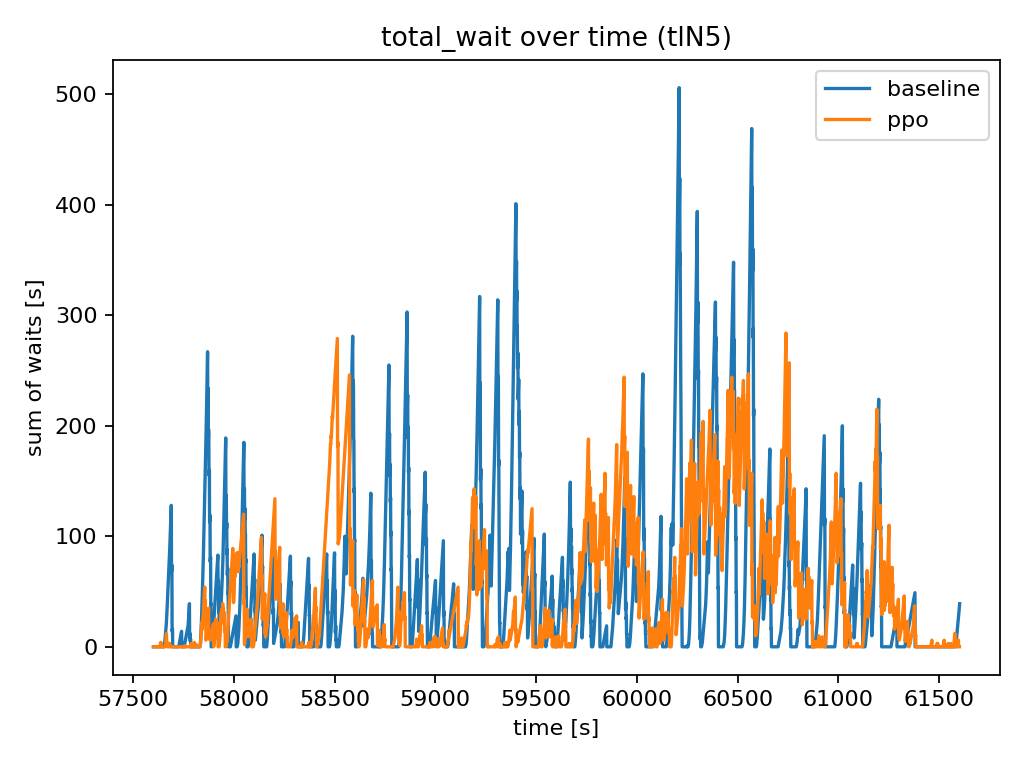 total_wait over time (tlN5)
baseline
ppo
sum of waits [s]
500
400
300
200
100
0
57500 58000 58500 59000 59500 60000 60500 61000 61500
time [s]